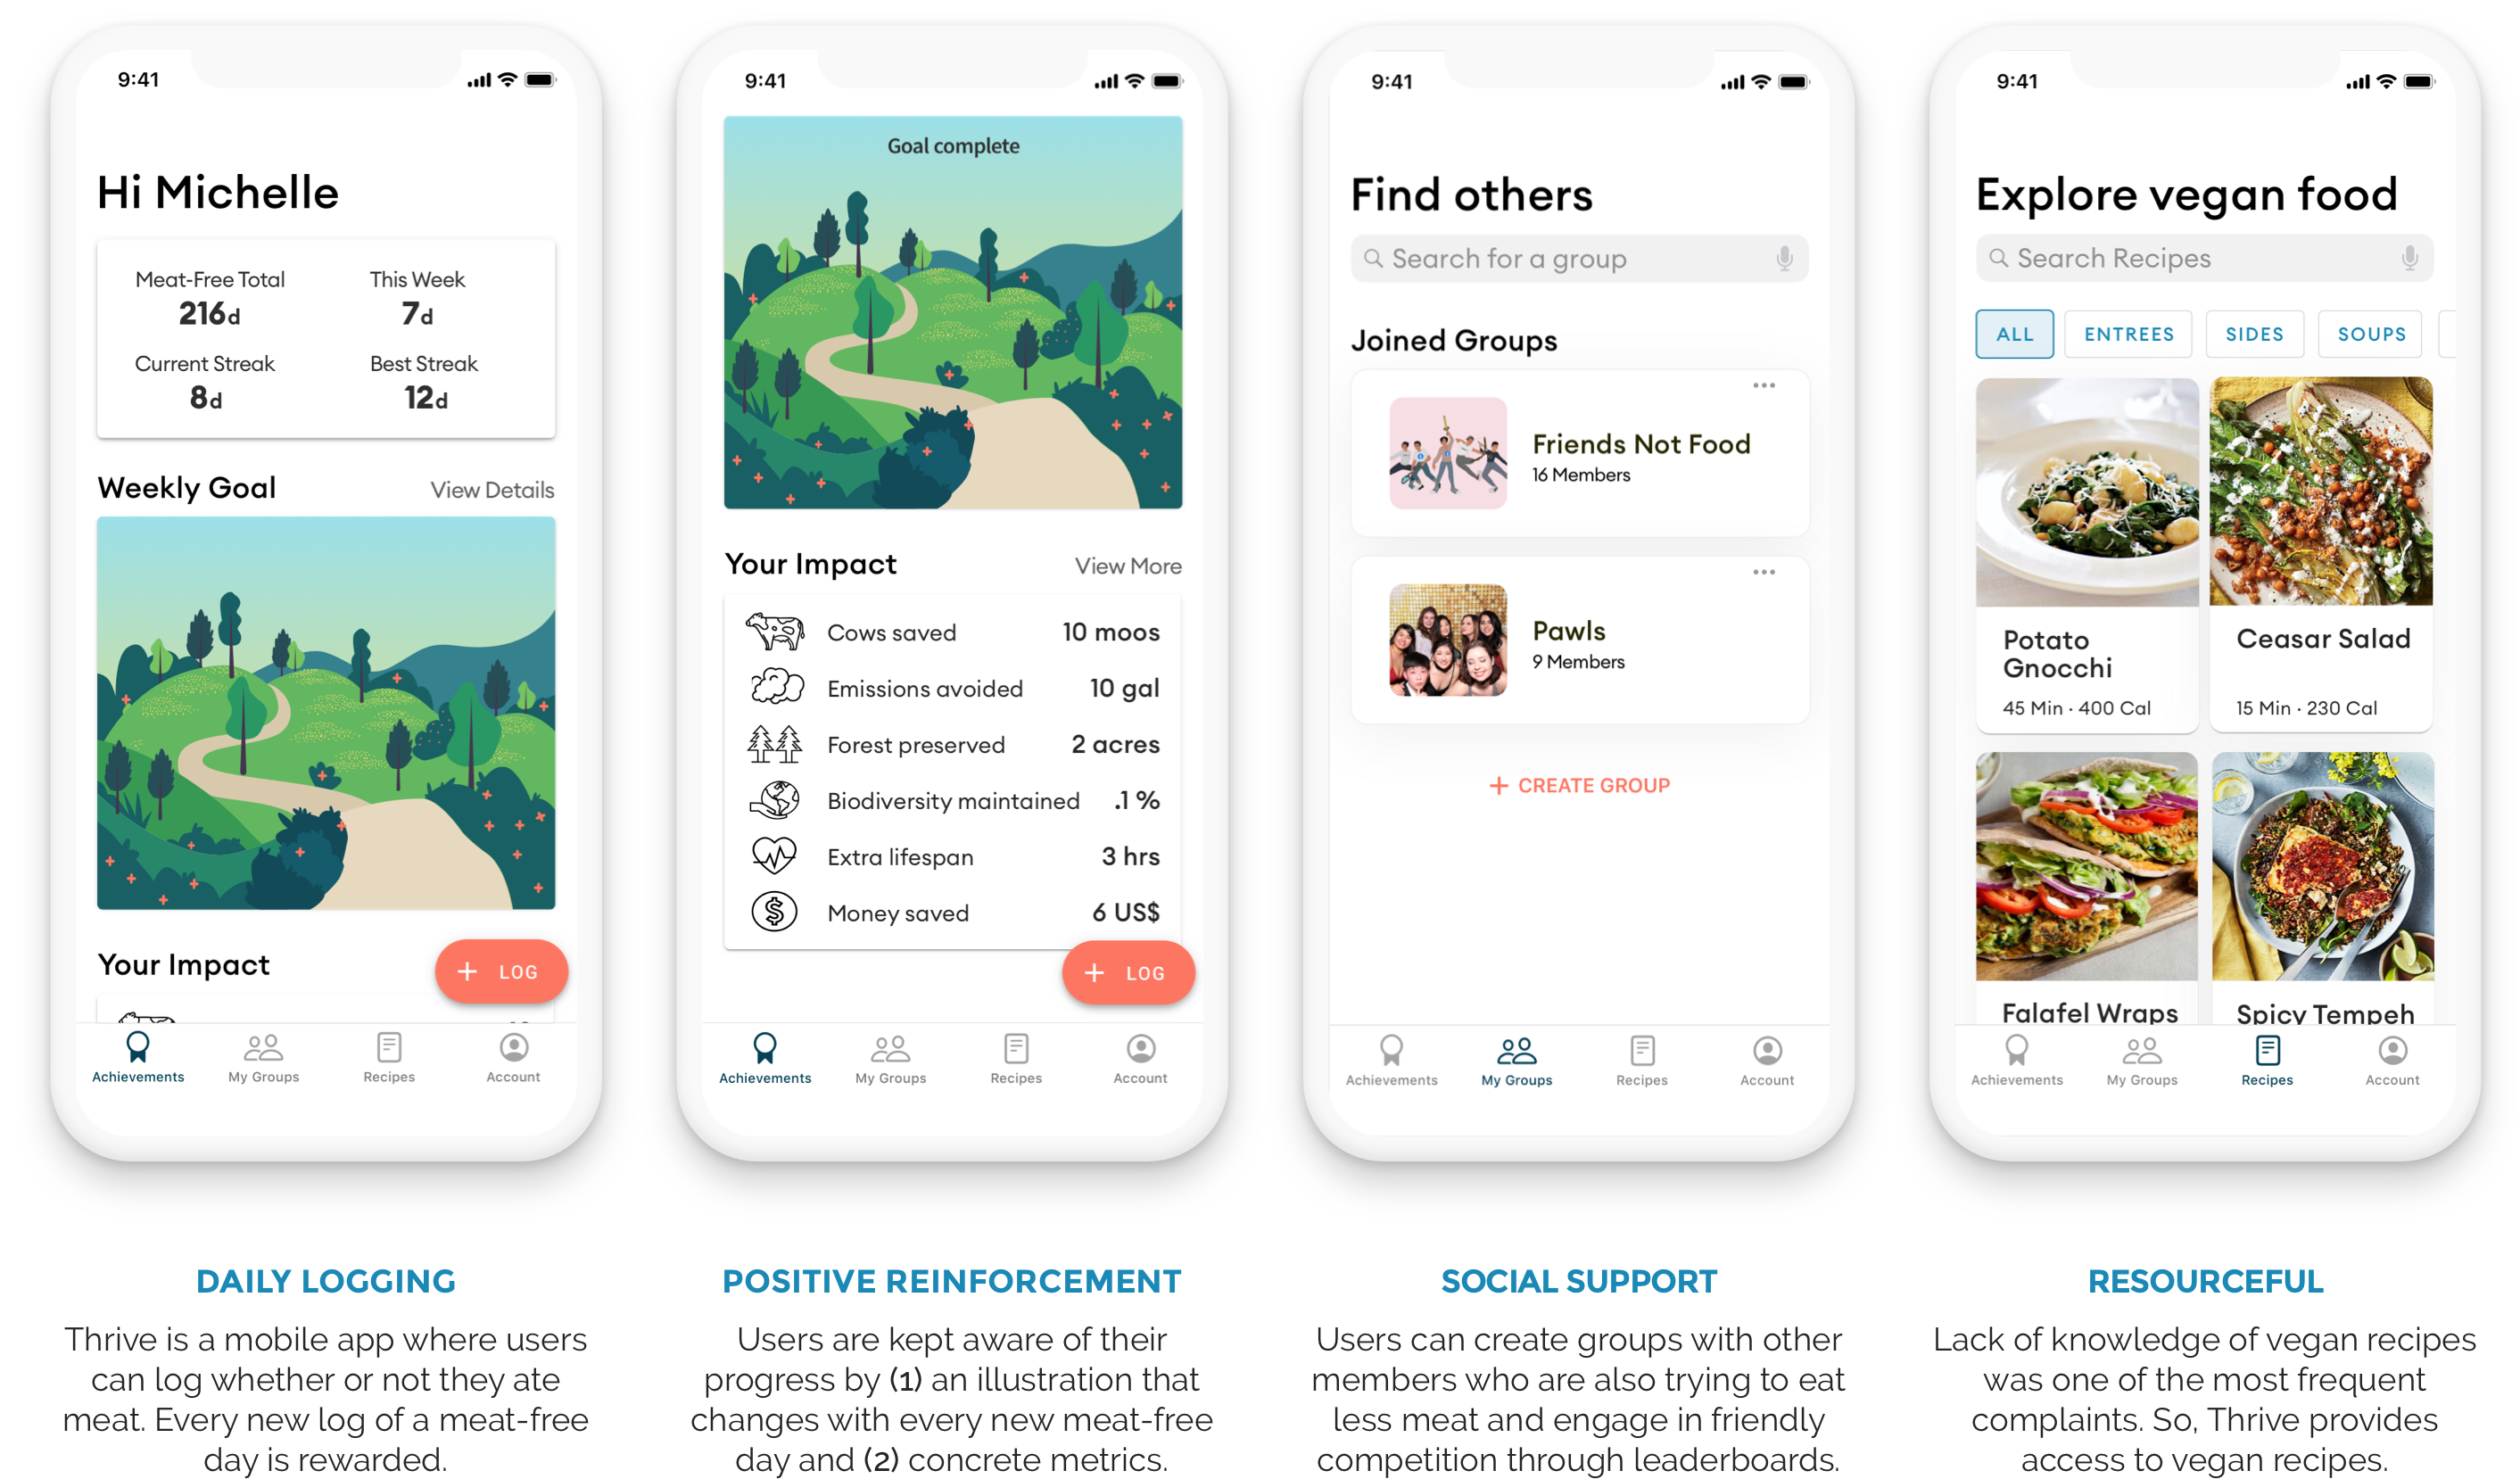 9:41
Hi Michelle
Meat-Free Total
216d
This Week
7d
Current Streak
8d
Best Streak
12d
Weekly Goal
View Details
Your Impact
+ LOG
Achievements
My Groups
Recipes
Account
DAILY LOGGING
Thrive is a mobile app where users
can log whether or not they ate
meat. Every new log of a meat-free
day is rewarded.
9:41
Goal complete
Your Impact
View More
Cows saved 10 moos
Emissions avoided 10 gal
Forest preserved 2 acres
Biodiversity maintained .1 %
Extra lifespan 3 hrs
Money saved 6 US$
+ LOG
Achievements
My Groups
Recipes
Account
POSITIVE REINFORCEMENT
Users are kept aware of their
progress by (1) an illustration that
changes with every new meat-free
day and (2) concrete metrics.
9:41
Find others
Search for a group
Joined Groups
Friends Not Food
16 Members
Pawls
9 Members
+ CREATE GROUP
Achievements
My Groups
Recipes
Account
SOCIAL SUPPORT
Users can create groups with other
members who are also trying to eat
less meat and engage in friendly
competition through leaderboards.
9:41
Explore vegan food
Search Recipes
ALL
ENTREES
SIDES
SOUPS
Potato
Gnocchi
45 Min · 400 Cal
Ceasar Salad
15 Min · 230 Cal
Falafel Wraps
Spicy Tempeh
Achievements
My Groups
Recipes
Account
RESOURCEFUL
Lack of knowledge of vegan recipes
was one of the most frequent
complaints. So, Thrive provides
access to vegan recipes.